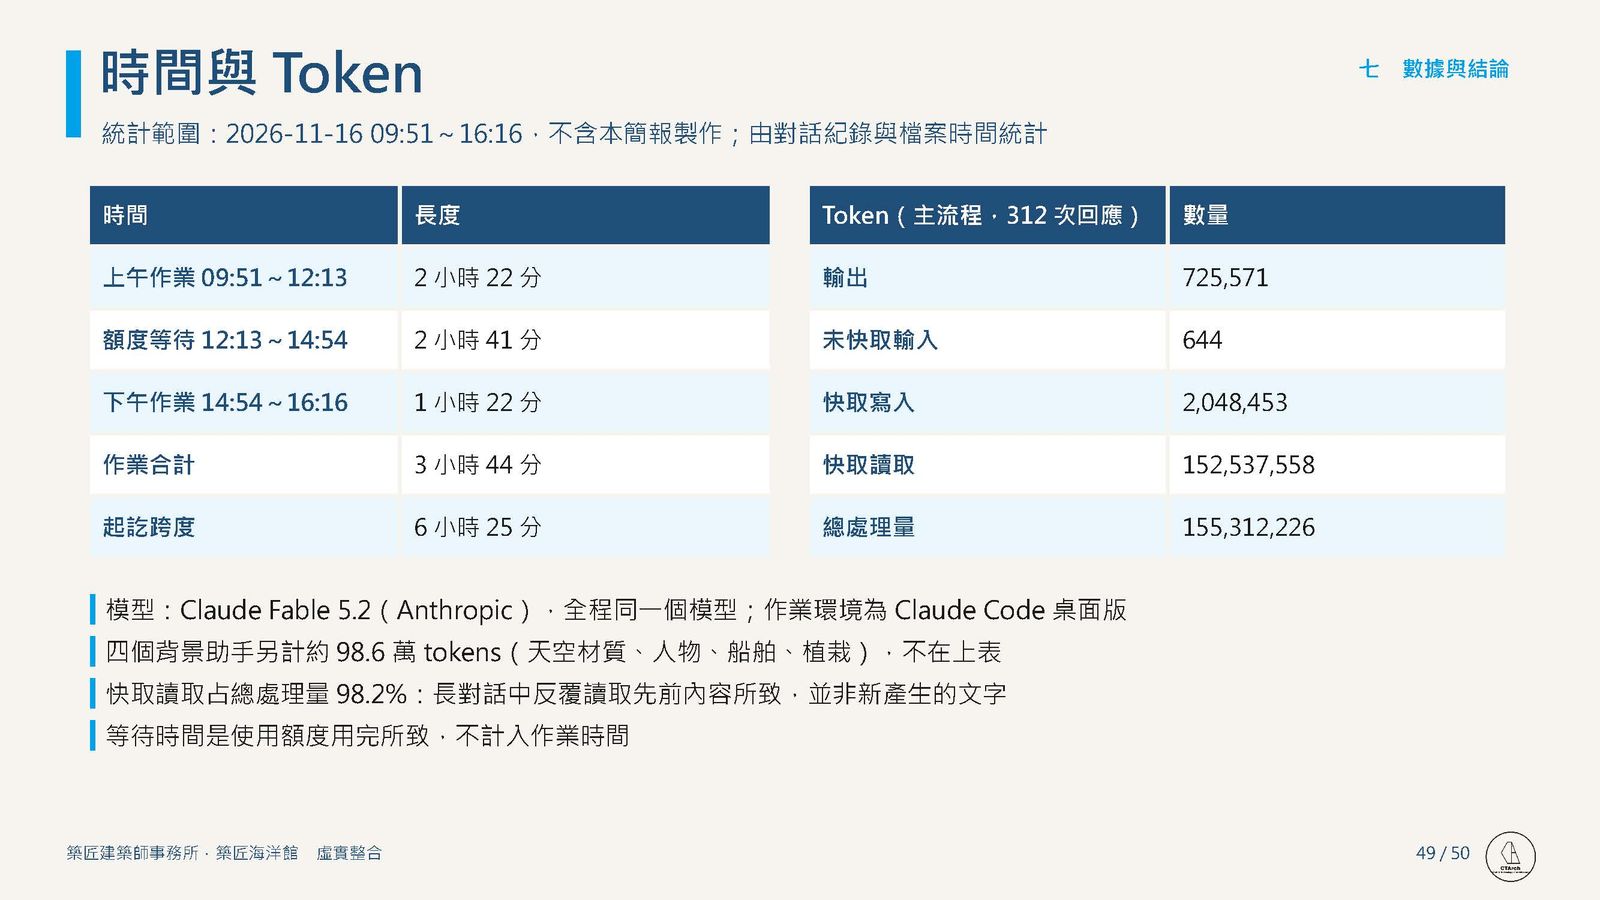 時間與 Token
七 數據與結論
統計範圍：2026-11-16 09:51～16:16，不含本簡報製作；由對話紀錄與檔案時間統計
時間 長度
上午作業 09:51～12:13 2 小時 22 分
額度等待 12:13～14:54 2 小時 41 分
下午作業 14:54～16:16 1 小時 22 分
作業合計 3 小時 44 分
起訖跨度 6 小時 25 分
Token（主流程，312 次回應） 數量
輸出 725,571
未快取輸入 644
快取寫入 2,048,453
快取讀取 152,537,558
總處理量 155,312,226
模型：Claude Fable 5.2（Anthropic），全程同一個模型；作業環境為 Claude Code 桌面版
四個背景助手另計約 98.6 萬 tokens（天空材質、人物、船舶、植栽），不在上表
快取讀取占總處理量 98.2%：長對話中反覆讀取先前內容所致，並非新產生的文字
等待時間是使用額度用完所致，不計入作業時間
築匠建築師事務所．築匠海洋館 虛實整合
49 / 50
CTArch